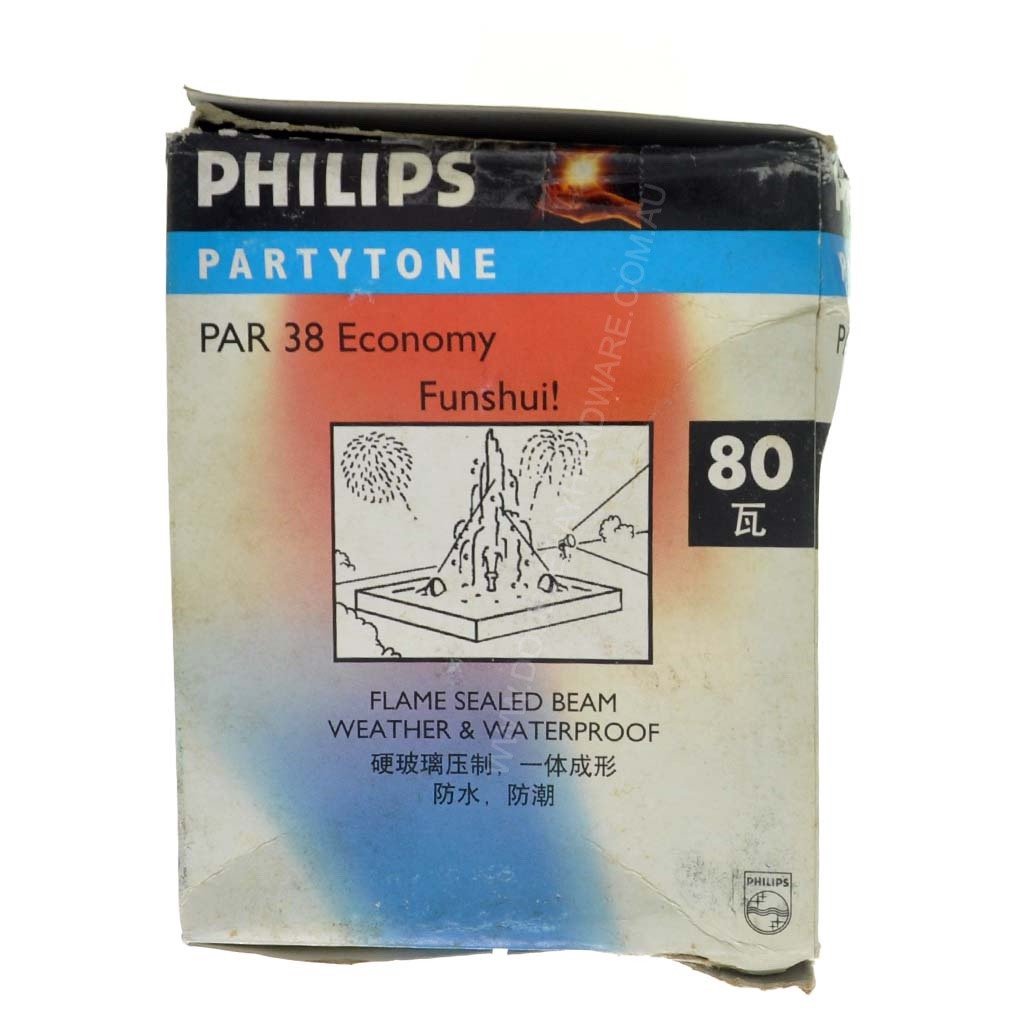 PHILIPS
PARTYTONE
PAR 38 Economy
Funshui!
80
瓦
FLAME SEALED BEAM
WEATHER & WATERPROOF
硬玻璃压制，一体成形
防水，防潮
PHILIPS